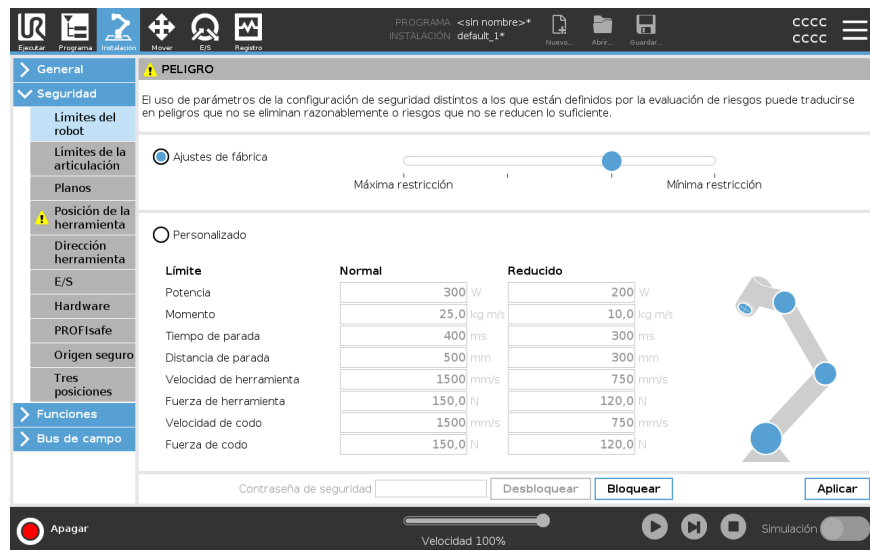 PROGRAMA <sin nombre>*
INSTALACIÓN default_1*
cccc
cccc
Ejecutar Programa Instalación Mover E/S Registro Nuevo... Abrir... Guardar...
General
Seguridad
Límites del
robot
Límites de la
articulación
Planos
Posición de la
herramienta
Dirección
herramienta
E/S
Hardware
PROFIsafe
Origen seguro
Tres
posiciones
Funciones
Bus de campo
PELIGRO
El uso de parámetros de la configuración de seguridad distintos a los que están definidos por la evaluación de riesgos puede traducirse
en peligros que no se eliminan razonablemente o riesgos que no se reducen lo suficiente.
Ajustes de fábrica
Máxima restricción Mínima restricción
Personalizado
Límite Normal Reducido
Potencia 300 W 200 W
Momento 25,0 kg m/s 10,0 kg m/s
Tiempo de parada 400 ms 300 ms
Distancia de parada 500 mm 300 mm
Velocidad de herramienta 1500 mm/s 750 mm/s
Fuerza de herramienta 150,0 N 120,0 N
Velocidad de codo 1500 mm/s 750 mm/s
Fuerza de codo 150,0 N 120,0 N
Contraseña de seguridad Desbloquear Bloquear Aplicar
Apagar
Velocidad 100%
Simulación